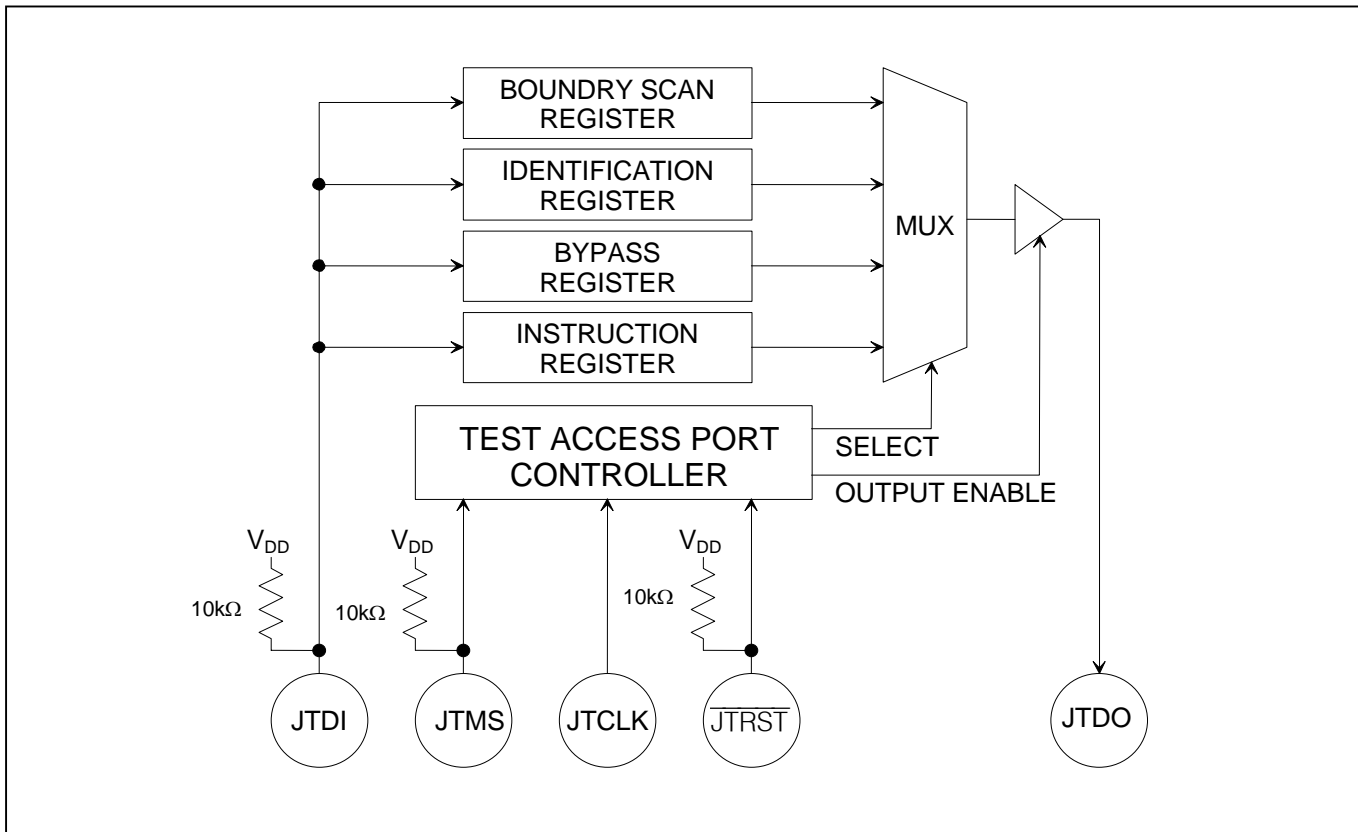 BOUNDRY SCAN
REGISTER
IDENTIFICATION
REGISTER
BYPASS
REGISTER
INSTRUCTION
REGISTER
MUX
TEST ACCESS PORT
CONTROLLER
SELECT
OUTPUT ENABLE
VDD
10kΩ
VDD
10kΩ
VDD
10kΩ
JTDI
JTMS
JTCLK
JTRST
JTDO